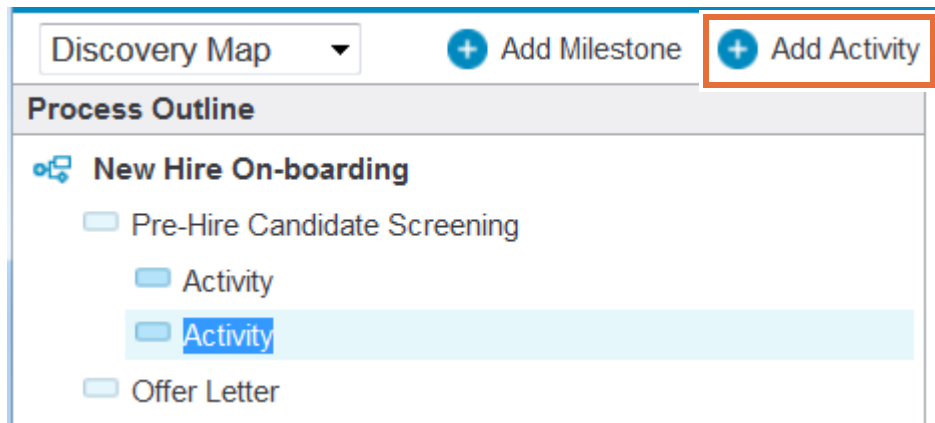 Discovery Map Add Milestone Add Activity
Process Outline
New Hire On-boarding
Pre-Hire Candidate Screening
Activity
Activity
Offer Letter